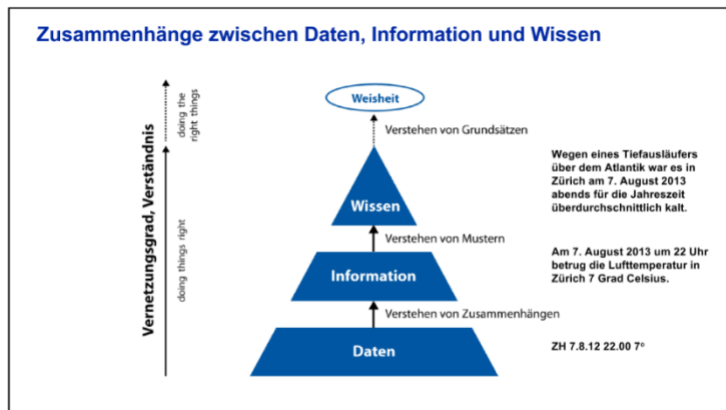 Zusammenhänge zwischen Daten, Information und Wissen
Vernetzungsgrad, Verständnis
doing the
right things
doing things right
Weisheit
Verstehen von Grundsätzen
Wissen
Wegen eines Tiefausläufers
über dem Atlantik war es in
Zürich am 7. August 2013
abends für die Jahreszeit
überdurchschnittlich kalt.
Verstehen von Mustern
Information
Am 7. August 2013 um 22 Uhr
betrug die Lufttemperatur in
Zürich 7 Grad Celsius.
Verstehen von Zusammenhängen
Daten
ZH 7.8.12 22.00 7°